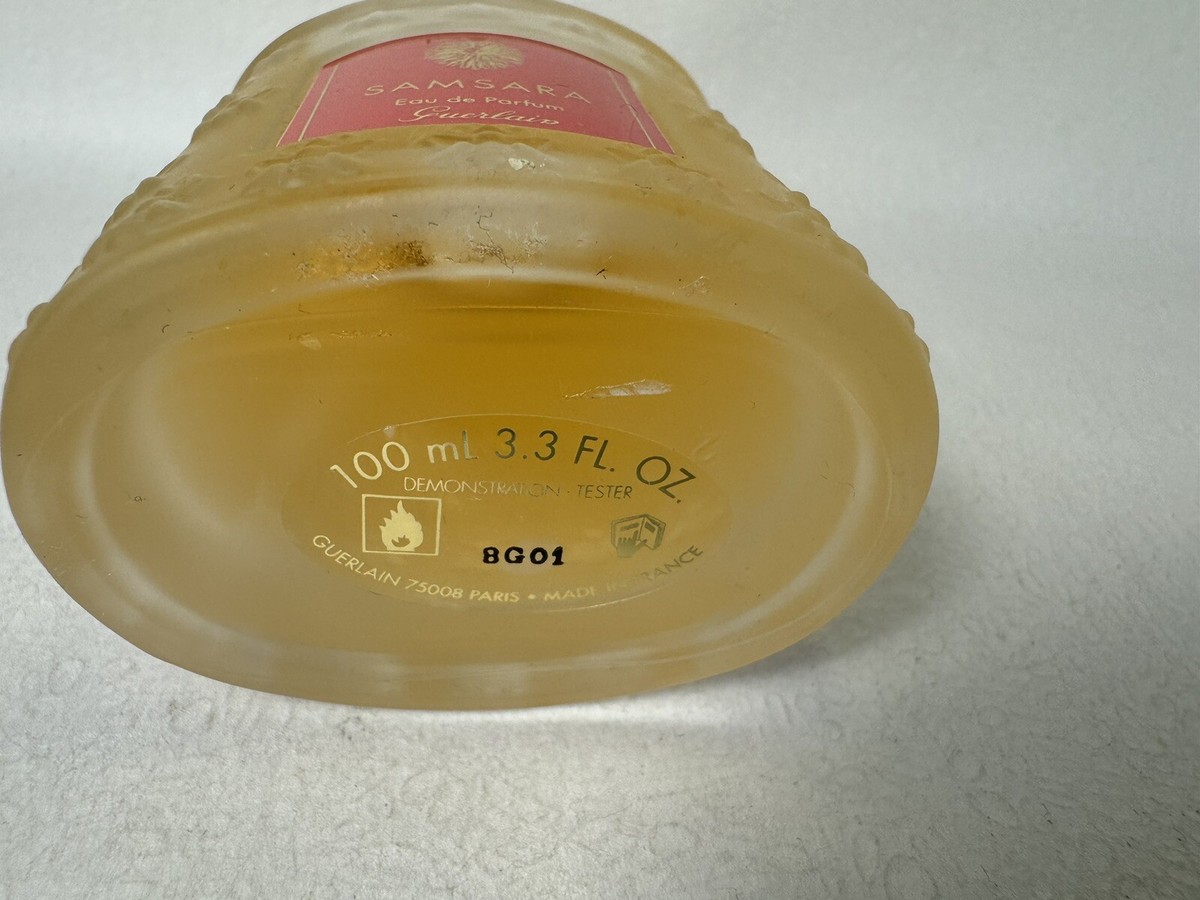 SAMSARA
Eau de Parfum
Guerlain
100 mL 3.3 FL. OZ.
DEMONSTRATION · TESTER
8G01
GUERLAIN 75008 PARIS • MADE IN FRANCE